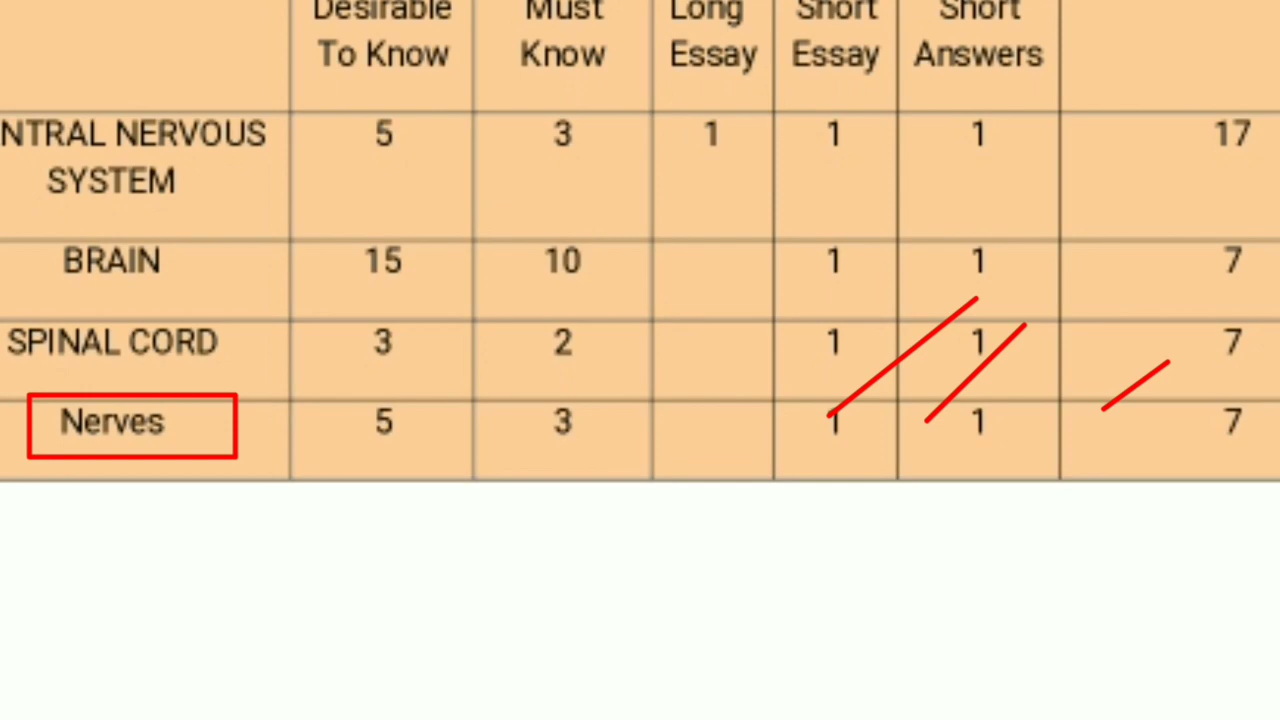 Desirable Must Long Short Short
To Know Know Essay Essay Answers
NTRAL NERVOUS 5 3 1 1 1 17
SYSTEM
BRAIN 15 10 1 1 7
SPINAL CORD 3 2 1 1 7
Nerves 5 3 1 1 7